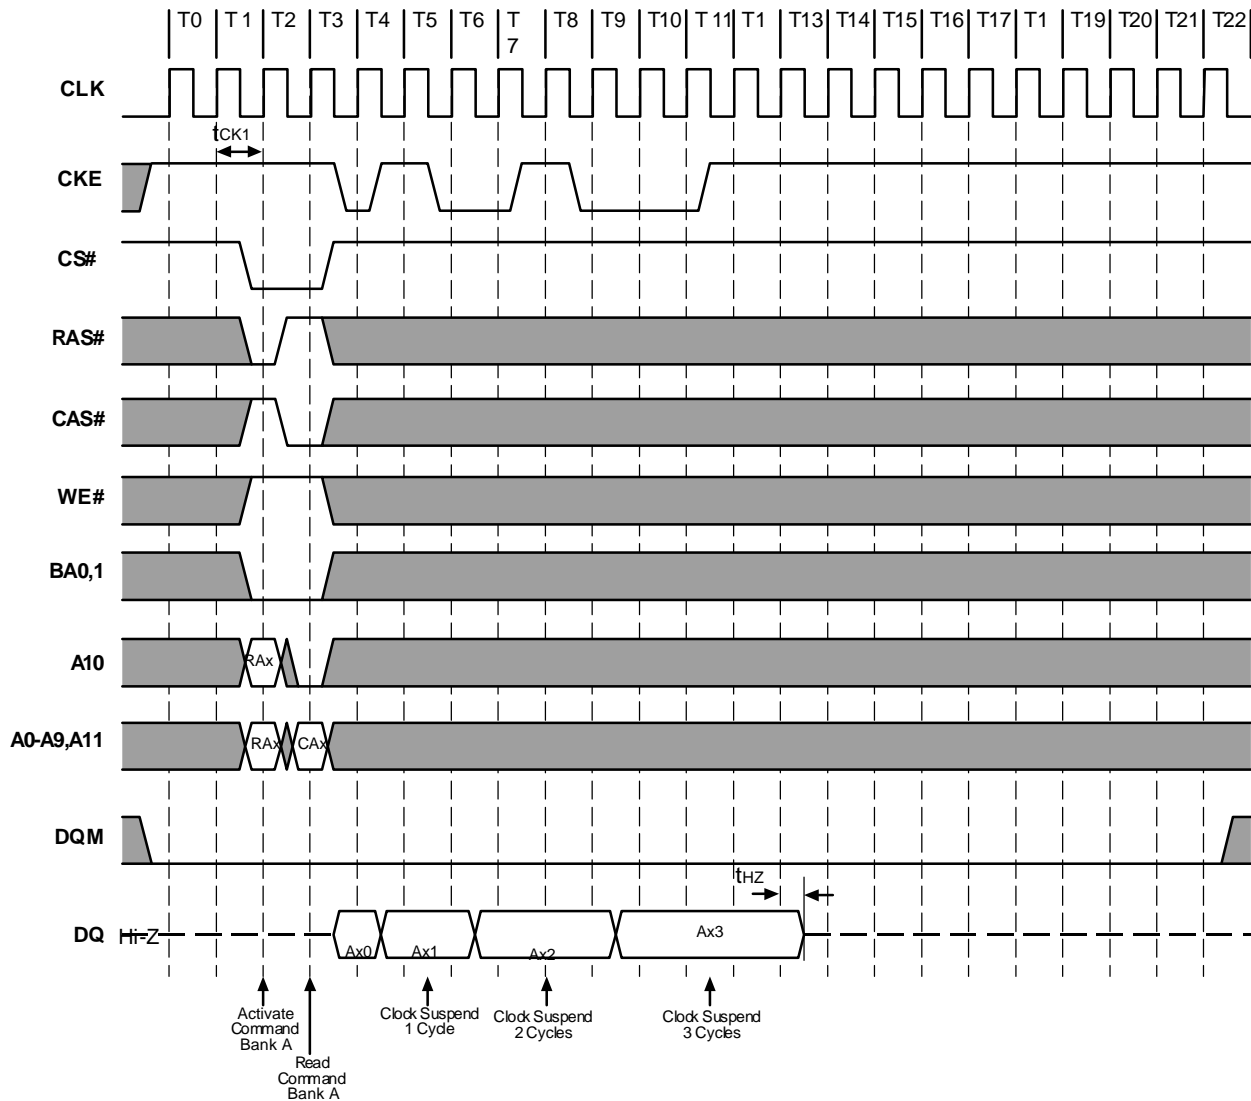 T0 T 1 T2 T3 T4 T5 T6 T T8 T9 T10 T 11 T1 T13 T14 T15 T16 T17 T1 T19 T20 T21 T22
7
CLK
tCK1
CKE
CS#
RAS#
CAS#
WE#
BA0,1
A10
RAx
A0-A9,A11
RAx CAx
DQM
tHZ
DQ Hi-Z
Ax0 Ax1 Ax2 Ax3
Activate
Command
Bank A
Read
Command
Bank A
Clock Suspend
1 Cycle
Clock Suspend
2 Cycles
Clock Suspend
3 Cycles